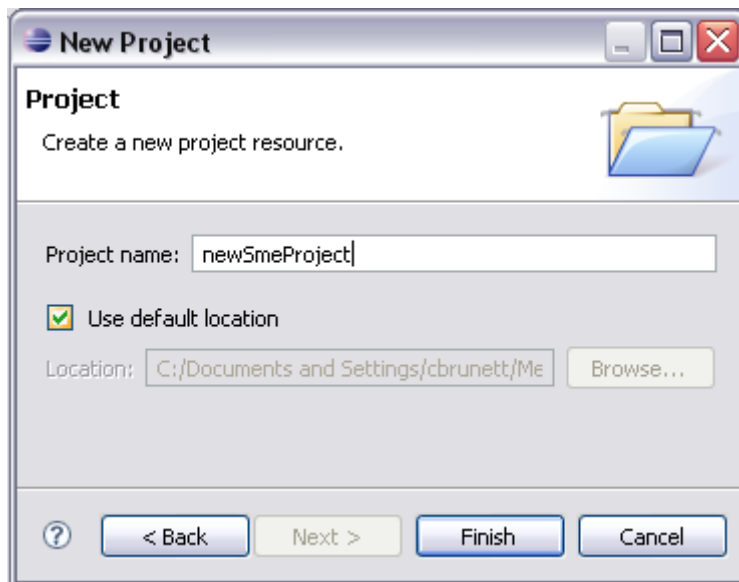 New Project
Project
Create a new project resource.
Project name: newSmeProject
Use default location
Location: C:/Documents and Settings/cbrunett/Me Browse...
? < Back Next > Finish Cancel